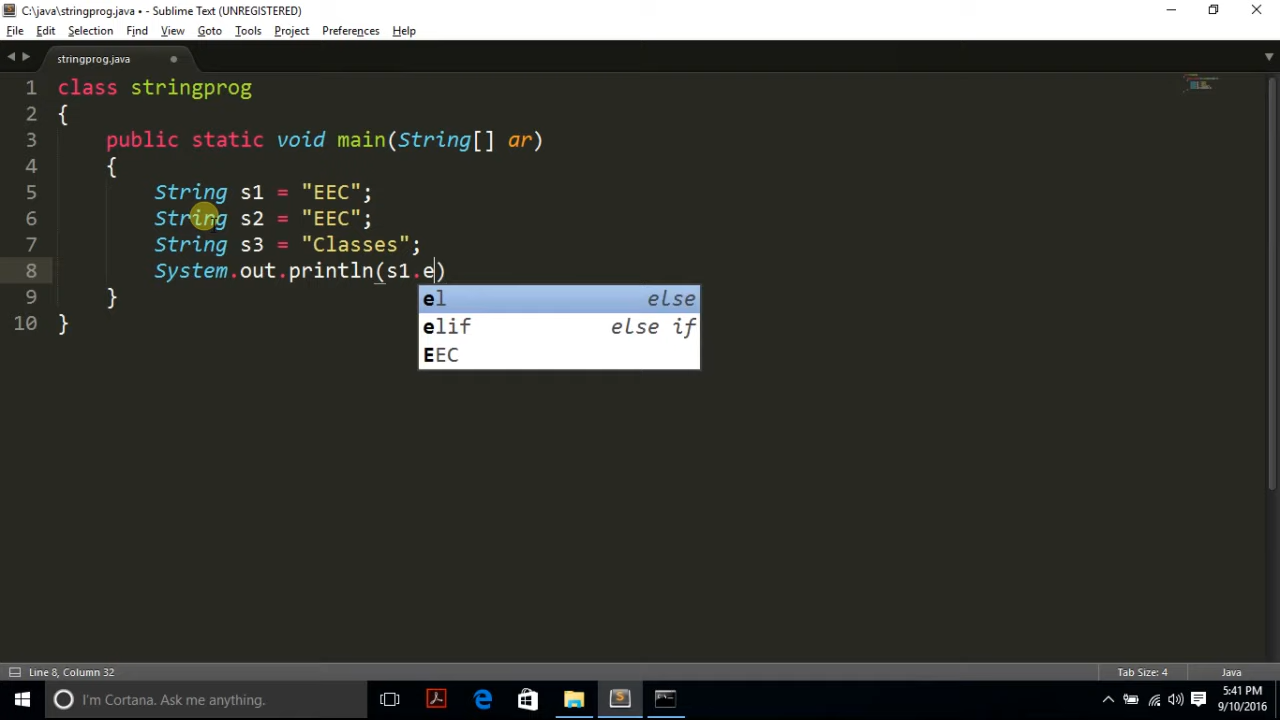 C:\java\stringprog.java • - Sublime Text (UNREGISTERED)
File Edit Selection Find View Goto Tools Project Preferences Help
stringprog.java
1 class stringprog
2 {
3 public static void main(String[] ar)
4 {
5 String s1 = "EEC";
6 String s2 = "EEC";
7 String s3 = "Classes";
8 System.out.println(s1.e)
9 }
10 }
el else
elif else if
EEC
Line 8, Column 32 Tab Size: 4 Java
I'm Cortana. Ask me anything.
5:41 PM
9/10/2016